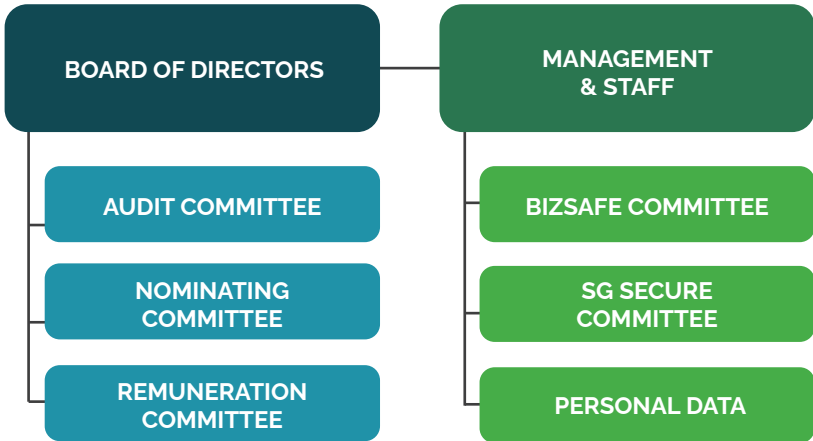 BOARD OF DIRECTORS
MANAGEMENT
& STAFF
AUDIT COMMITTEE
BIZSAFE COMMITTEE
NOMINATING
COMMITTEE
SG SECURE
COMMITTEE
REMUNERATION
COMMITTEE
PERSONAL DATA